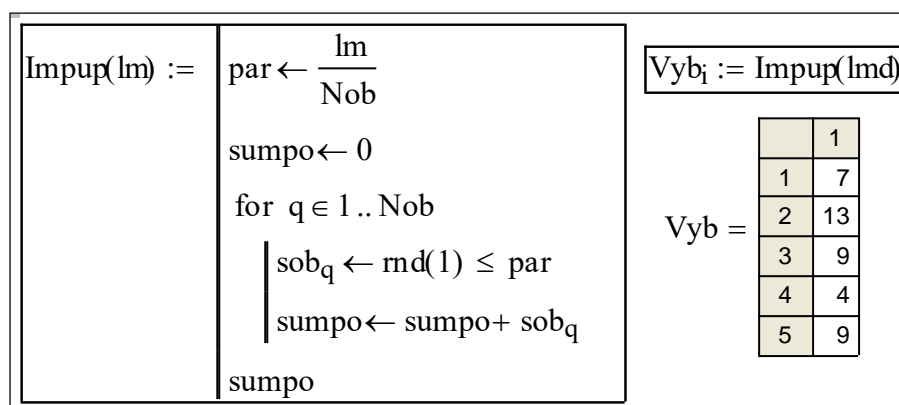 Impup(lm) := par ← lm
Nob
sumpo ← 0
for q ∈ 1 .. Nob
sob_q ← rnd(1) ≤ par
sumpo ← sumpo + sob_q
sumpo
Vyb_i := Impup(lmd)
Vyb =
1
1 7
2 13
3 9
4 4
5 9